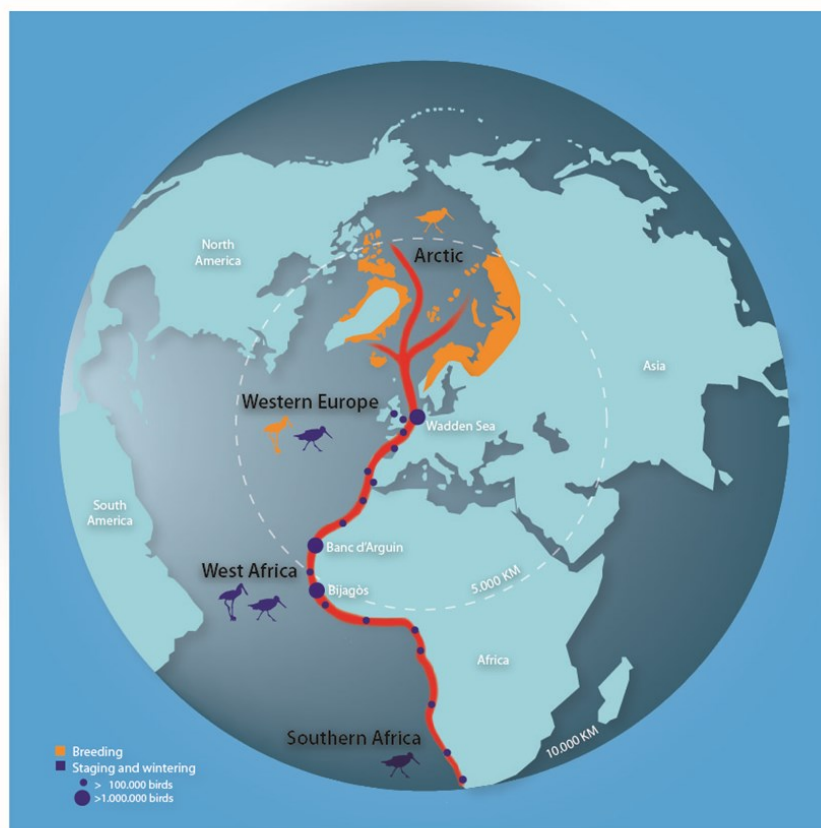 North
America
Arctic
Asia
Western Europe
Wadden Sea
South
America
Banc d'Arguin
West Africa
Bijagòs
5.000 KM
Africa
Southern Africa
10.000 KM
Breeding
Staging and wintering
> 100.000 birds
>1.000.000 birds